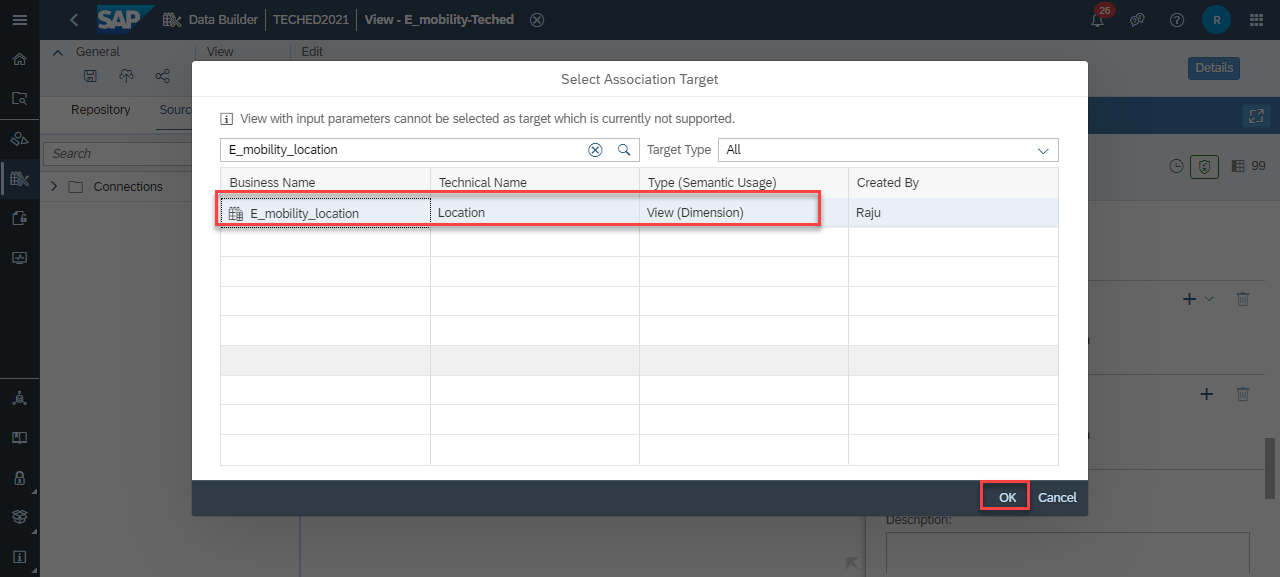 SAP Data Builder TECHED2021 View - E_mobility-Teched 26 R
General View Edit
Details
Repository Sourc
Search
Connections
99
Select Association Target
View with input parameters cannot be selected as target which is currently not supported.
E_mobility_location Target Type All
Business Name Technical Name Type (Semantic Usage) Created By
E_mobility_location Location View (Dimension) Raju
OK Cancel
Description: